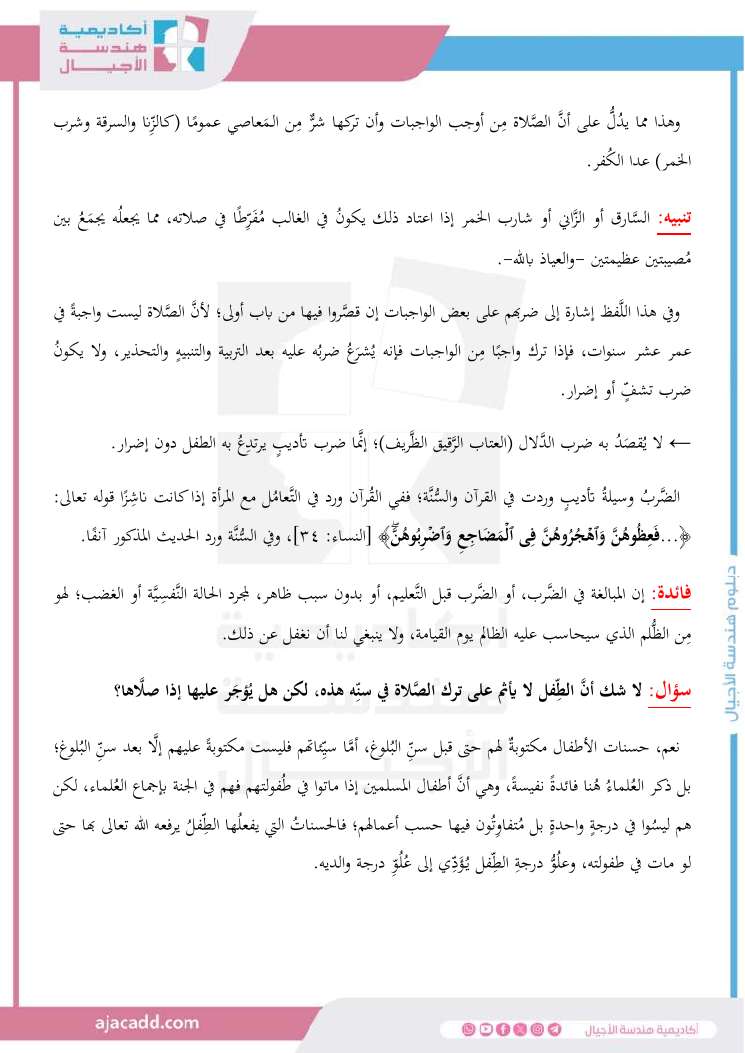 أكاديمية
هندسة
الأجيال
وهذا مما يدُلُّ على أنَّ الصَّلاة مِن أوجب الواجبات وأن تركها شرٌّ مِن المَعاصي عمومًا (كالزِّنا والسرقة وشرب
الخمر) عدا الكُفر.
تنبيه: السَّارق أو الزَّاني أو شارب الخمر إذا اعتاد ذلك يكونُ في الغالب مُفَرِّطًا في صلاته، مما يجعلُه يجمَعُ بين
مُصيبتين عظيمتين -والعياذ بالله-.
وفي هذا اللَّفظ إشارة إلى ضربهم على بعض الواجبات إن قصَّروا فيها من باب أولى؛ لأنَّ الصَّلاة ليست واجبةً في
عمر عشر سنوات، فإذا ترك واجبًا مِن الواجبات فإنه يُشرَعُ ضربُه عليه بعد التربية والتنبيهِ والتحذير، ولا يكونُ
ضرب تشفٍّ أو إضرار.
← لا يُقصَدُ به ضرب الدَّلال (العتاب الرَّقيق الظَّريف)؛ إنَّما ضرب تأديبٍ يرتدِعُ به الطفل دون إضرار.
الضَّربُ وسيلةُ تأديبٍ وردت في القرآن والسُّنَّة؛ ففي القُرآن ورد في التَّعامُل مع المرأة إذا كانت ناشِزًا قوله تعالى:
﴿...فَعِظُوهُنَّ وَٱهْجُرُوهُنَّ فِى ٱلْمَضَاجِعِ وَٱضْرِبُوهُنَّۖ﴾ [النساء: ٣٤]، وفي السُّنَّة ورد الحديث المذكور آنفًا.
فائدة: إن المبالغة في الضَّرب، أو الضَّرب قبل التَّعليم، أو بدون سبب ظاهر، لمجرد الحالة النَّفسِيَّة أو الغضب؛ لهو
مِن الظُّلم الذي سيحاسب عليه الظالم يوم القيامة، ولا ينبغي لنا أن نغفل عن ذلك.
سؤال: لا شك أنَّ الطِّفل لا يأثم على ترك الصَّلاة في سنِّه هذه، لكن هل يُؤجَر عليها إذا صلَّاها؟
نعم، حسنات الأطفال مكتوبةٌ لهم حتى قبل سنِّ البُلوغ، أمَّا سيِّئاتهم فليست مكتوبةً عليهم إلَّا بعد سنِّ البُلوغ؛
بل ذكر العُلماءُ هُنا فائدةً نفيسةً، وهي أنَّ أطفال المسلمين إذا ماتوا في طُفولتهم فهم في الجنة بإجماع العُلماء، لكن
هم ليسُوا في درجةٍ واحدةٍ بل مُتفاوتُون فيها حسب أعمالهم؛ فالحسناتُ التي يفعلُها الطِّفلُ يرفعه الله تعالى بها حتى
لو مات في طفولته، وعلُوُّ درجةِ الطِّفل يُؤَدِّي إلى عُلُوِّ درجة والديه.
دبلوم هندسة الأجيال
أكاديمية هندسة الأجيال
ajacadd.com